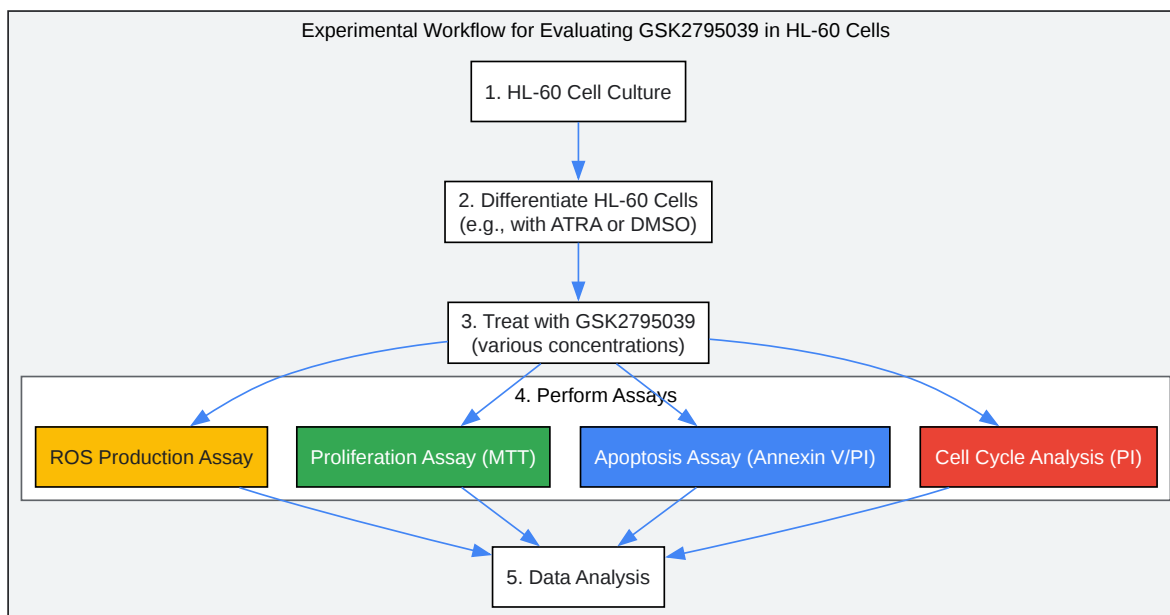 Experimental Workflow for Evaluating GSK2795039 in HL-60 Cells
1. HL-60 Cell Culture
2. Differentiate HL-60 Cells
(e.g., with ATRA or DMSO)
3. Treat with GSK2795039
(various concentrations)
4. Perform Assays
ROS Production Assay
Proliferation Assay (MTT)
Apoptosis Assay (Annexin V/PI)
Cell Cycle Analysis (PI)
5. Data Analysis